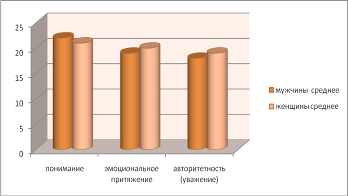 25
20
15
10
5
0
понимание
эмоциональное
притяжение
авторитетность
(уважение)
мужчины среднее
женщины среднее